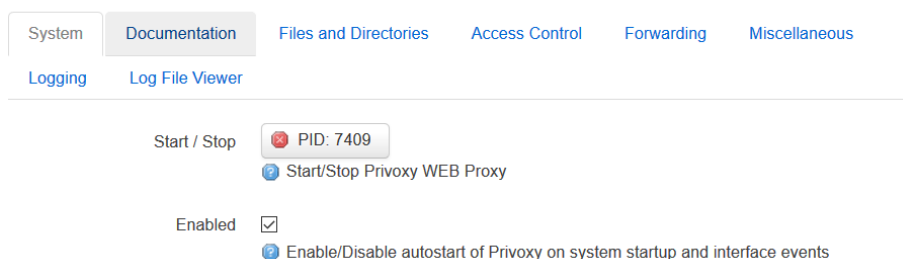 System Documentation Files and Directories Access Control Forwarding Miscellaneous
Logging Log File Viewer
Start / Stop PID: 7409
Start/Stop Privoxy WEB Proxy
Enabled
Enable/Disable autostart of Privoxy on system startup and interface events